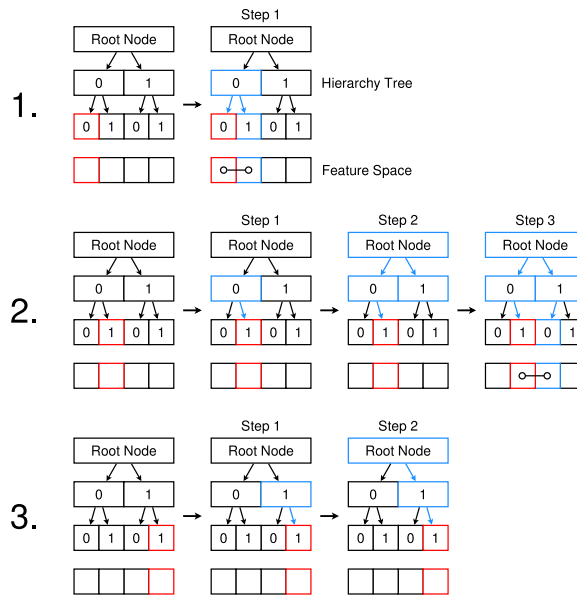 Step 1
Root Node Root Node
0 1 0 1 Hierarchy Tree
1.
0 1 0 1 0 1 0 1
Feature Space
Step 1 Step 2 Step 3
Root Node Root Node Root Node Root Node
0 1 0 1 0 1 0 1
2.
0 1 0 1 0 1 0 1 0 1 0 1 0 1 0 1
Step 1 Step 2
Root Node Root Node Root Node
0 1 0 1 0 1
3.
0 1 0 1 0 1 0 1 0 1 0 1